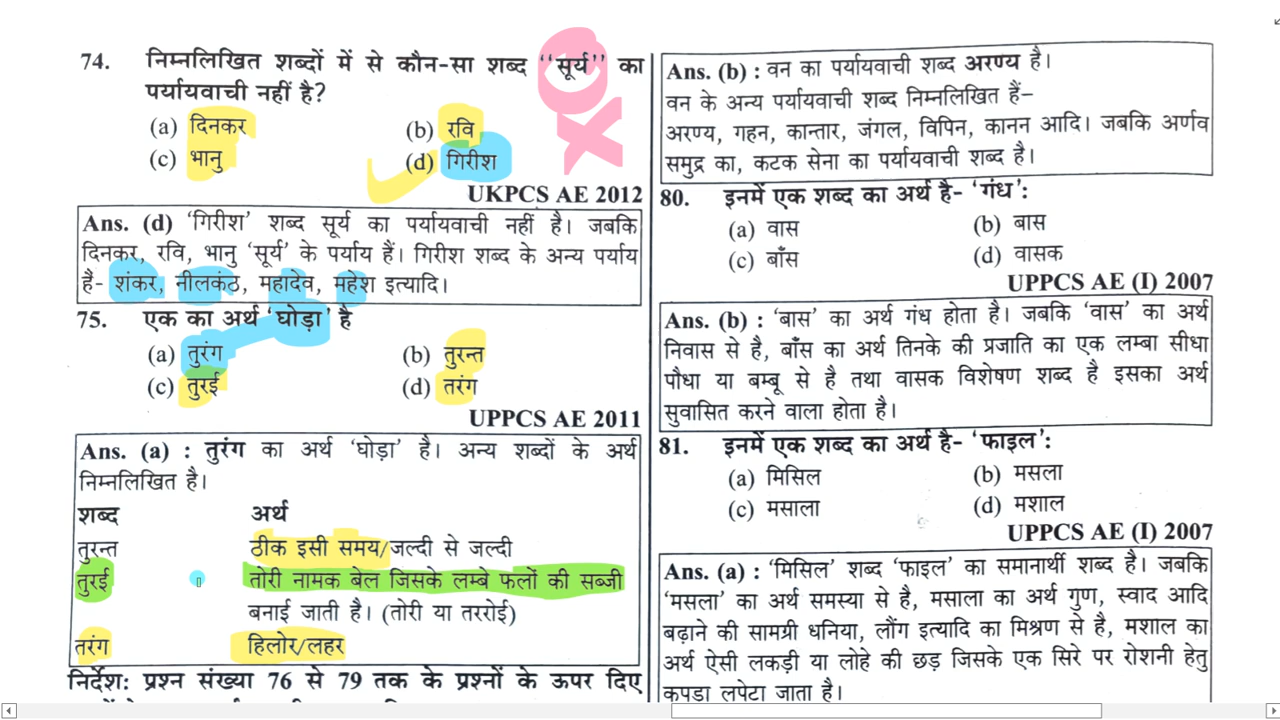 74. निम्नलिखित शब्दों में से कौन-सा शब्द ''सूर्य'' का
पर्यायवाची नहीं है?
(a) दिनकर (b) रवि
(c) भानु (d) गिरीश
UKPCS AE 2012
Ans. (d) 'गिरीश' शब्द सूर्य का पर्यायवाची नहीं है। जबकि
दिनकर, रवि, भानु 'सूर्य' के पर्याय हैं। गिरीश शब्द के अन्य पर्याय
हैं- शंकर, नीलकंठ, महादेव, महेश इत्यादि।
75. एक का अर्थ 'घोड़ा' है
(a) तुरंग (b) तुरन्त
(c) तुरई (d) तरंग
UPPCS AE 2011
Ans. (a) : तुरंग का अर्थ 'घोड़ा' है। अन्य शब्दों के अर्थ
निम्नलिखित है।
शब्द अर्थ
तुरन्त ठीक इसी समय/जल्दी से जल्दी
तुरई तोरी नामक बेल जिसके लम्बे फलों की सब्जी
बनाई जाती है। (तोरी या तररोई)
तरंग हिलोर/लहर
निर्देश: प्रश्न संख्या 76 से 79 तक के प्रश्नों के ऊपर दिए
Ans. (b) : वन का पर्यायवाची शब्द अरण्य है।
वन के अन्य पर्यायवाची शब्द निम्नलिखित हैं–
अरण्य, गहन, कान्तार, जंगल, विपिन, कानन आदि। जबकि अर्णव
समुद्र का, कटक सेना का पर्यायवाची शब्द है।
80. इनमें एक शब्द का अर्थ है- 'गंध':
(a) वास (b) बास
(c) बाँस (d) वासक
UPPCS AE (I) 2007
Ans. (b) : 'बास' का अर्थ गंध होता है। जबकि 'वास' का अर्थ
निवास से है, बाँस का अर्थ तिनके की प्रजाति का एक लम्बा सीधा
पौधा या बम्बू से है तथा वासक विशेषण शब्द है इसका अर्थ
सुवासित करने वाला होता है।
81. इनमें एक शब्द का अर्थ है- 'फाइल':
(a) मिसिल (b) मसला
(c) मसाला (d) मशाल
UPPCS AE (I) 2007
Ans. (a) : 'मिसिल' शब्द 'फाइल' का समानार्थी शब्द है। जबकि
'मसला' का अर्थ समस्या से है, मसाला का अर्थ गुण, स्वाद आदि
बढ़ाने की सामग्री धनिया, लौंग इत्यादि का मिश्रण से है, मशाल का
अर्थ ऐसी लकड़ी या लोहे की छड़ जिसके एक सिरे पर रोशनी हेतु
कपड़ा लपेटा जाता है।